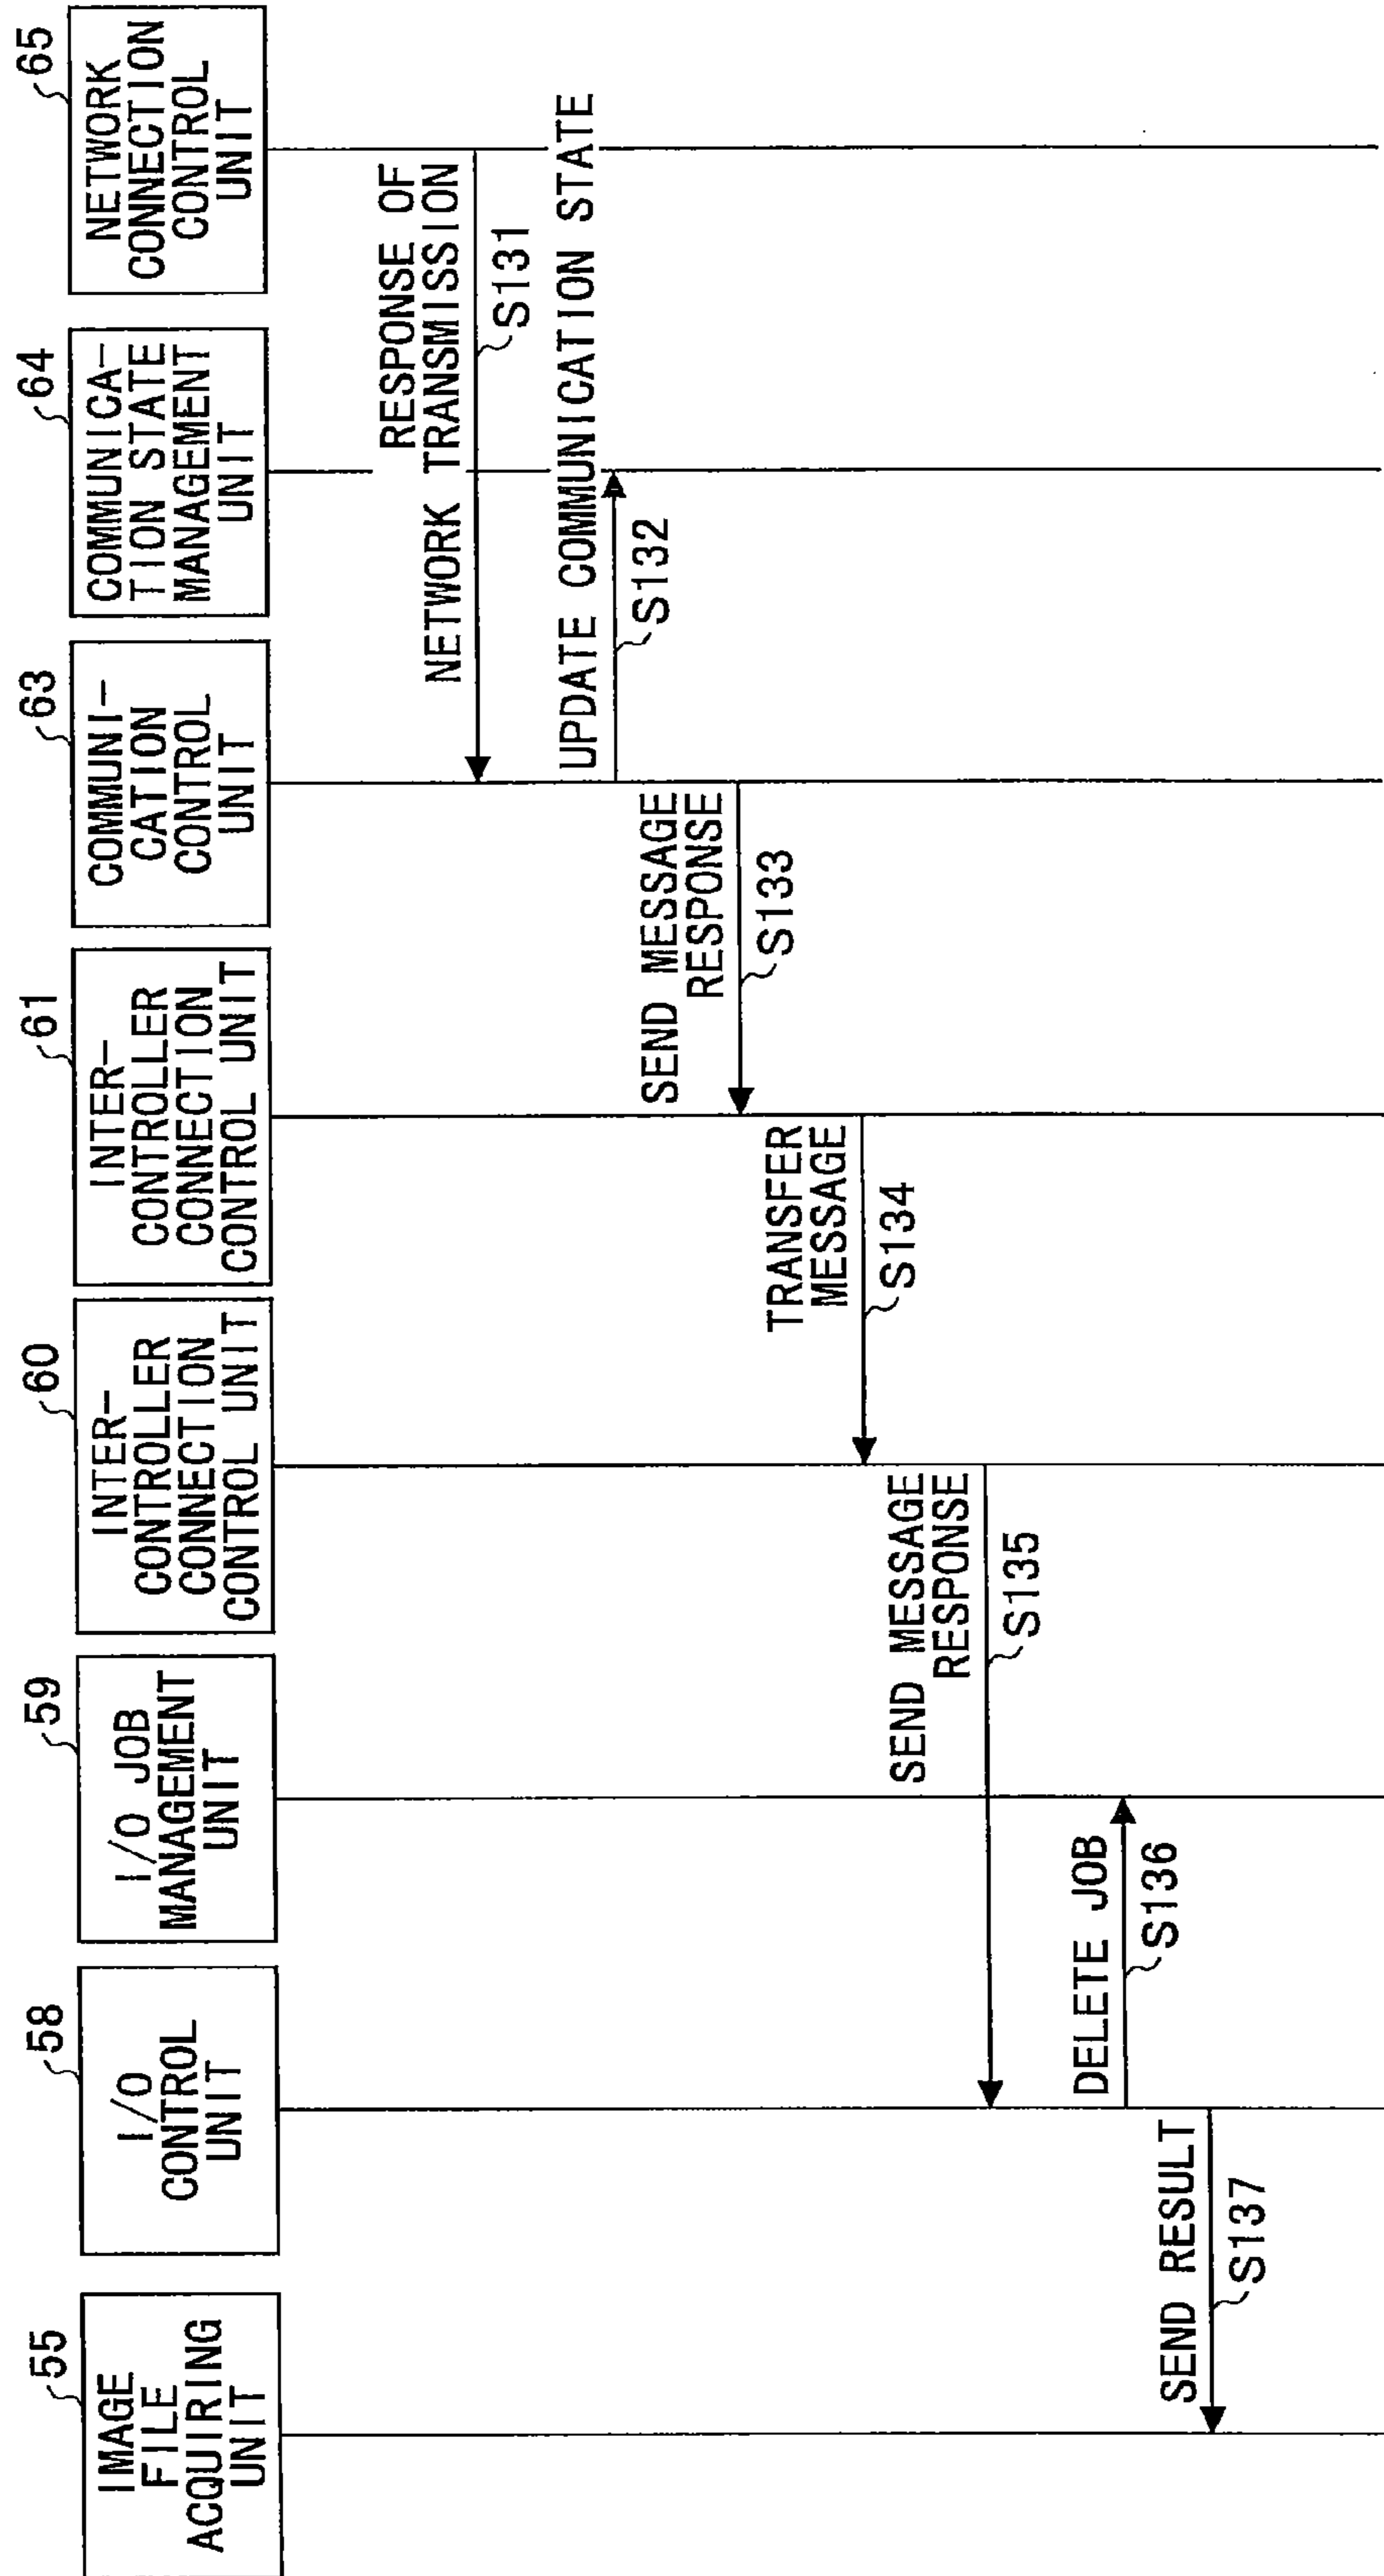 55
IMAGE
FILE
ACQUIRING
UNIT
58
I/O
CONTROL
UNIT
59
I/O JOB
MANAGEMENT
UNIT
60
INTER-
CONTROLLER
CONNECTION
CONTROL UNIT
61
INTER-
CONTROLLER
CONNECTION
CONTROL UNIT
63
COMMUNI-
CATION
CONTROL
UNIT
64
COMMUNICA-
TION STATE
MANAGEMENT
UNIT
65
NETWORK
CONNECTION
CONTROL
UNIT
RESPONSE OF
NETWORK TRANSMISSION
S131
UPDATE COMMUNICATION STATE
S132
SEND MESSAGE
RESPONSE
S133
TRANSFER
MESSAGE
S134
SEND MESSAGE
RESPONSE
S135
DELETE JOB
S136
SEND RESULT
S137